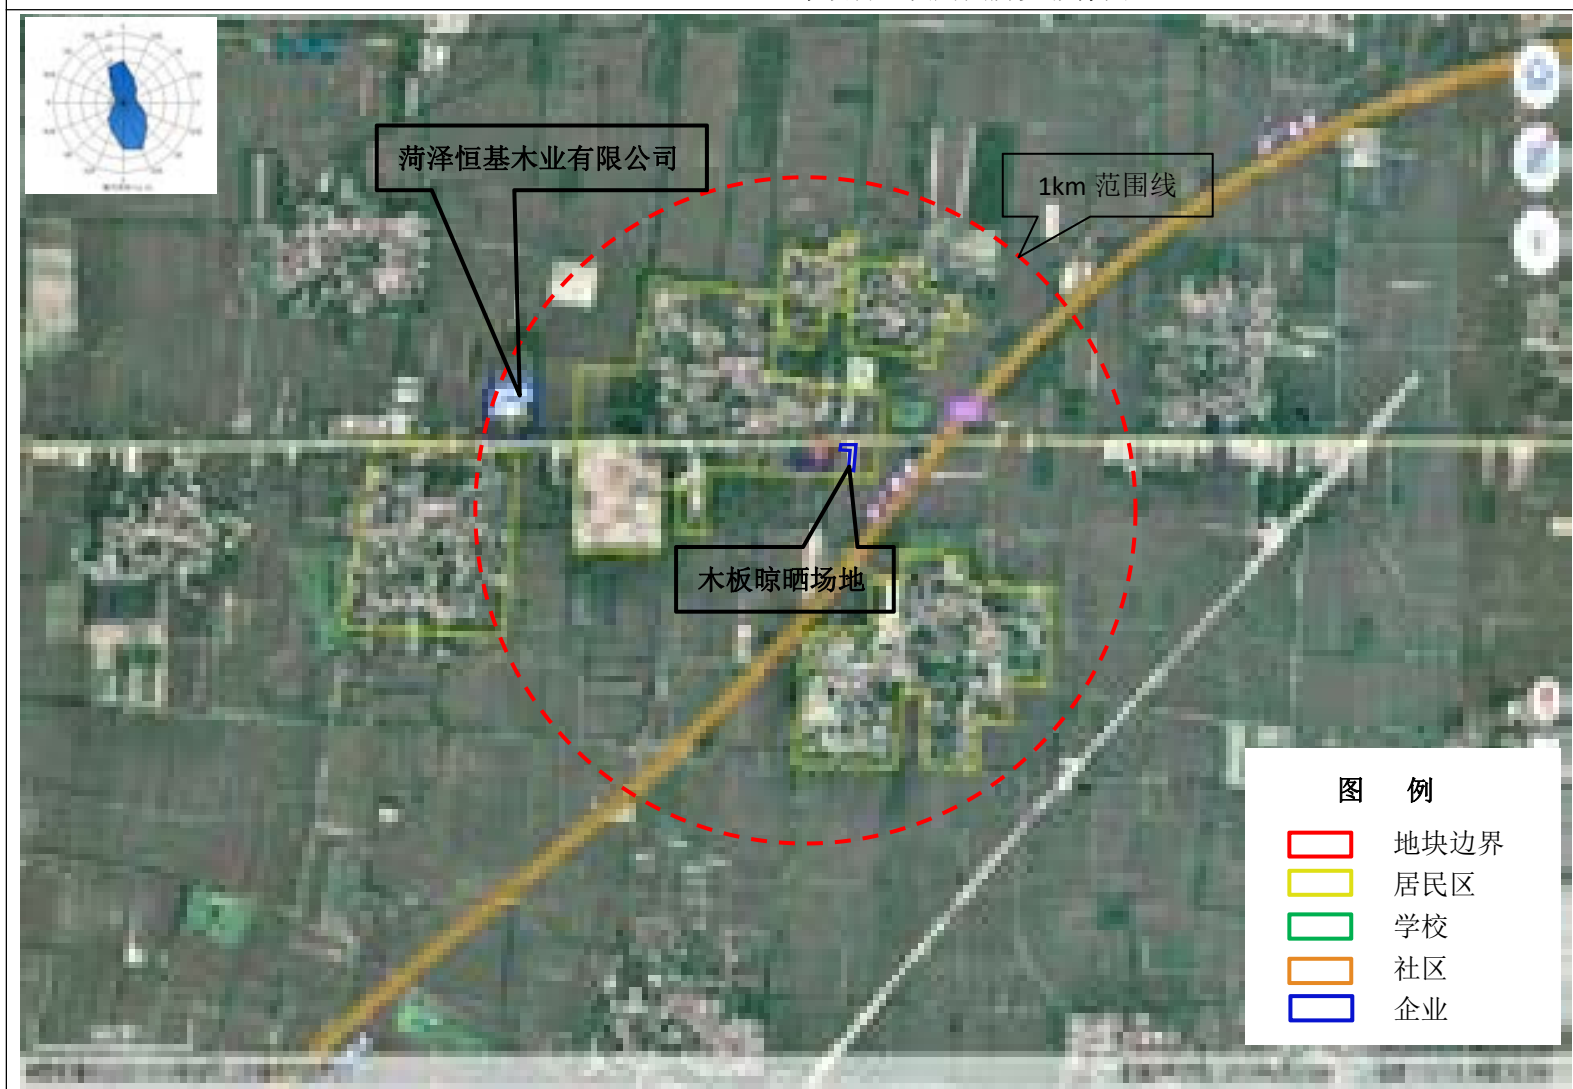 菏泽恒基木业有限公司
1km 范围线
木板晾晒场地
图 例
地块边界
居民区
学校
社区
企业